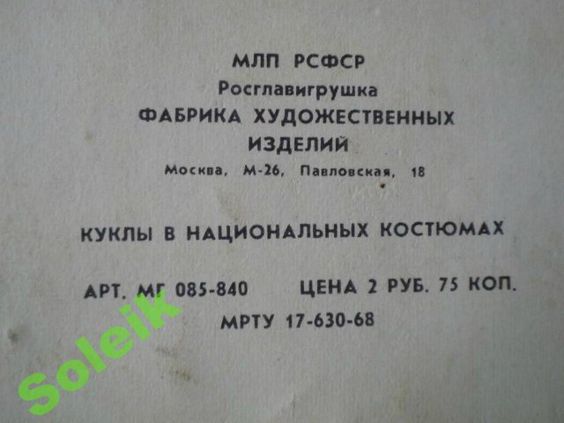 МЛП РСФСР
Росглавигрушка
ФАБРИКА ХУДОЖЕСТВЕННЫХ
ИЗДЕЛИЙ
Москва, М-26, Павловская, 18
КУКЛЫ В НАЦИОНАЛЬНЫХ КОСТЮМАХ
АРТ. МГ 085-840 ЦЕНА 2 РУБ. 75 КОП.
МРТУ 17-630-68
Soleik